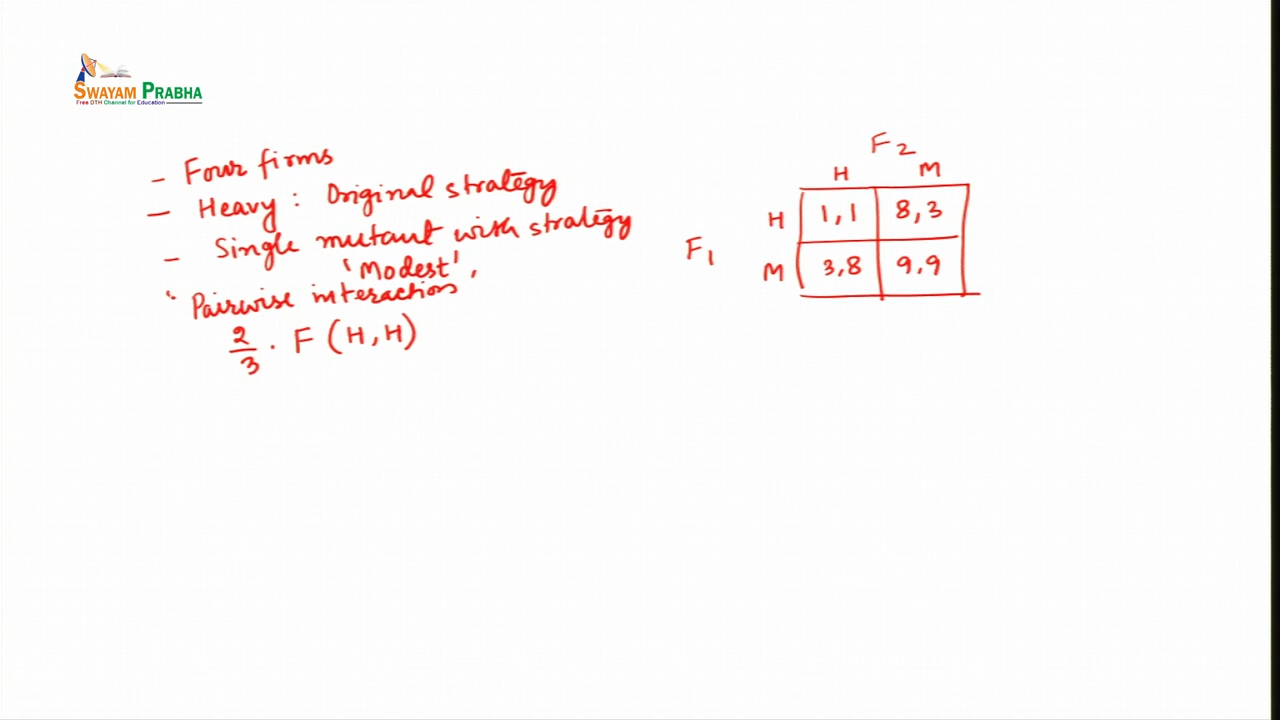 SWAYAM PRABHA
Free DTH Channel for Education
- Four firms
- Heavy : Original strategy
- Single mutant with strategy
'Modest',
Pairwise interaction
2/3 · F (H, H)
F2
H M
H 1,1 8,3
F1
M 3,8 9,9